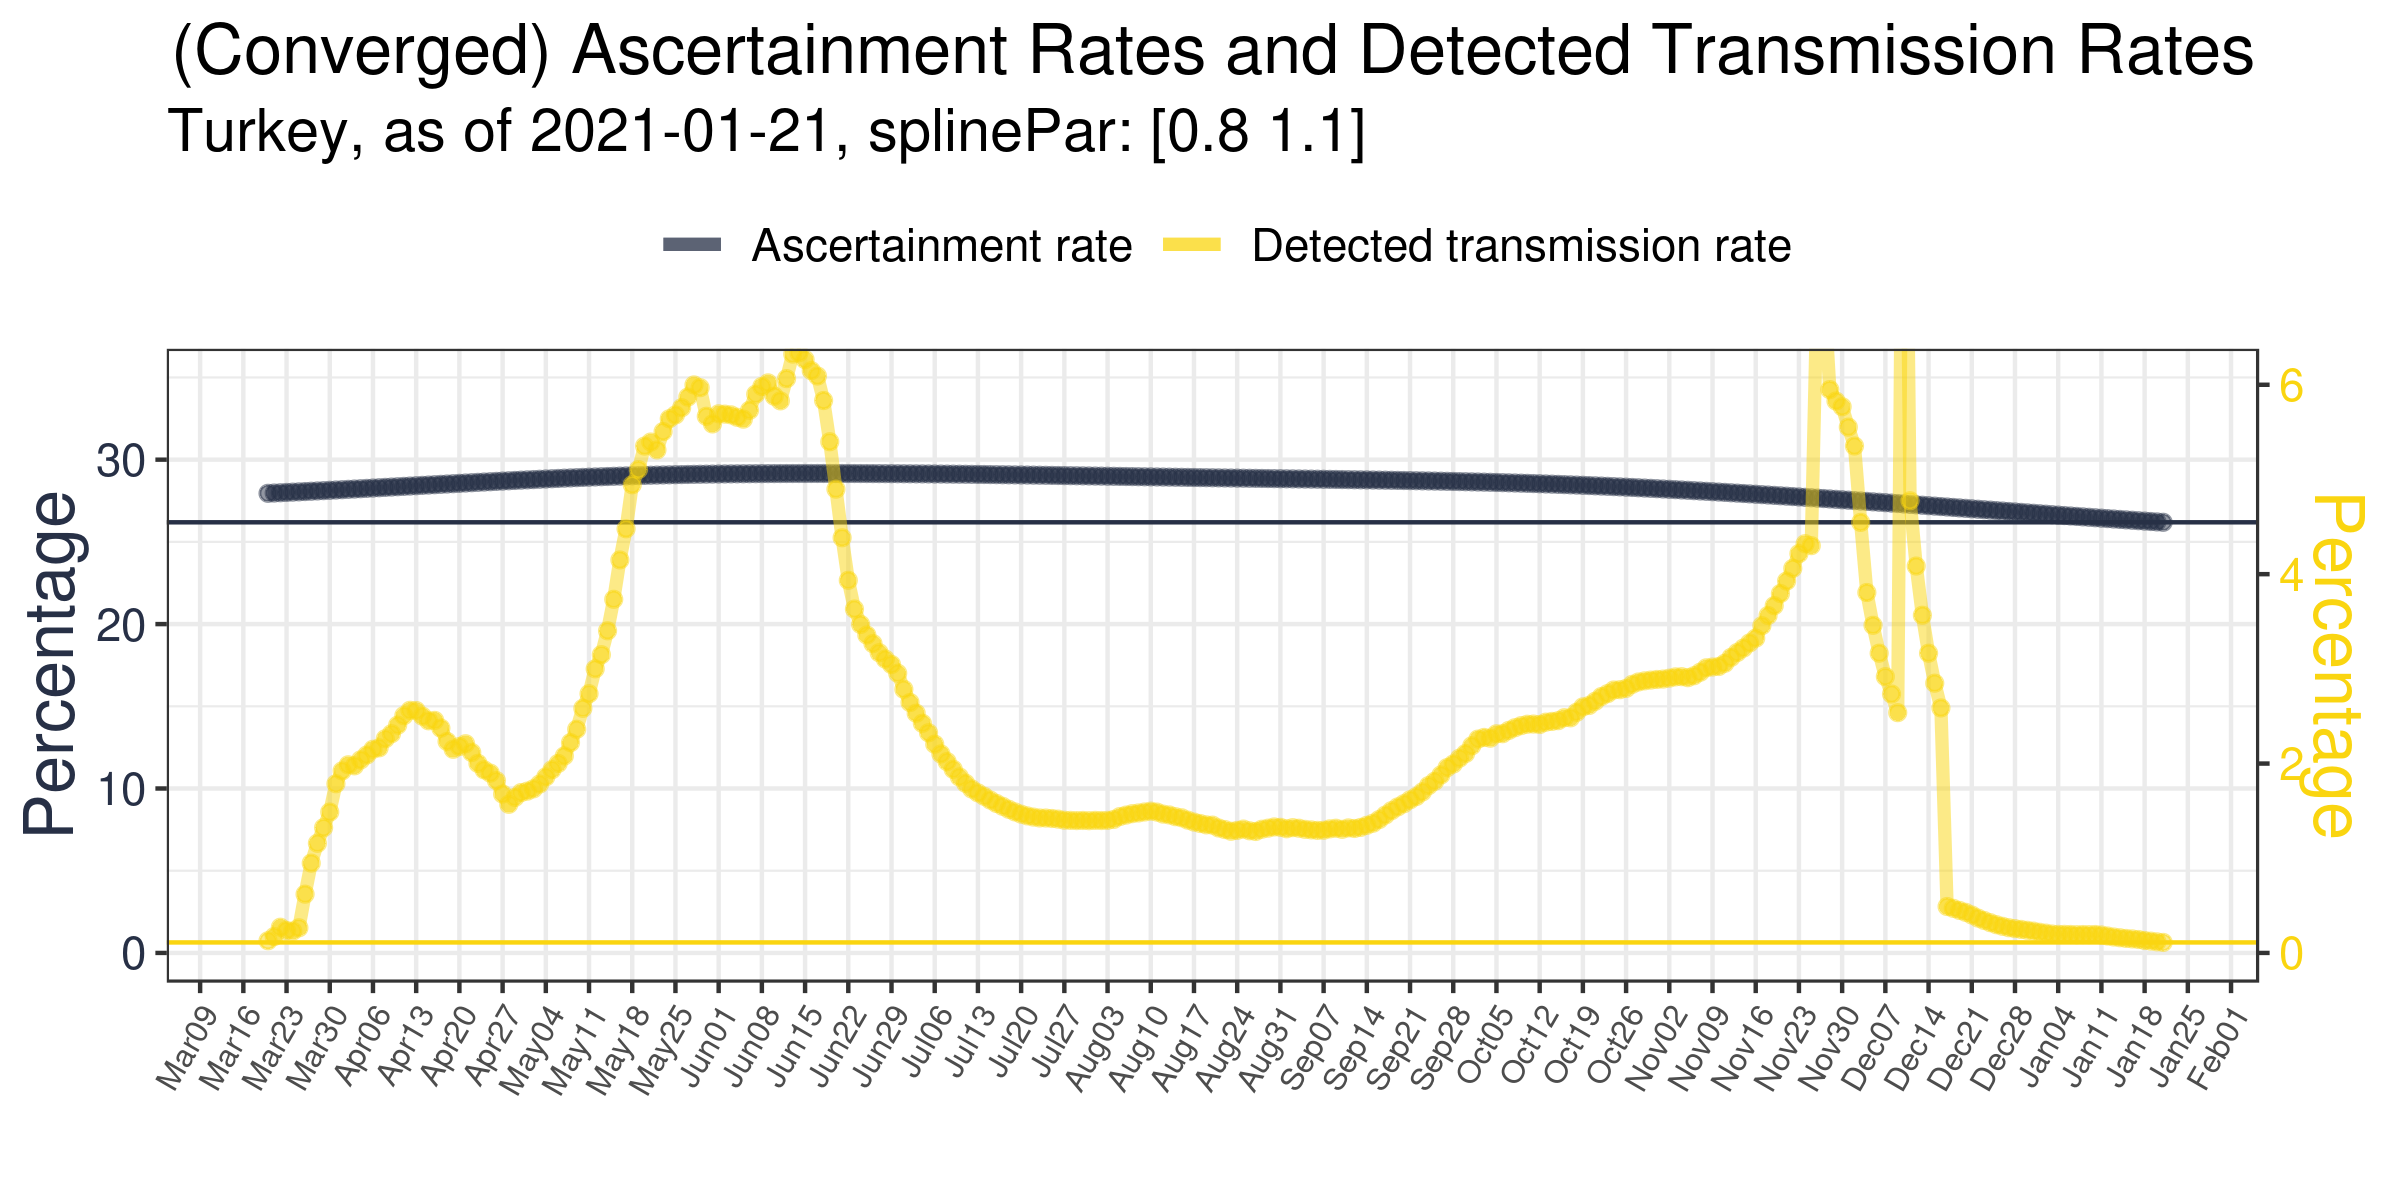 (Converged) Ascertainment Rates and Detected Transmission Rates
Turkey, as of 2021-01-21, splinePar: [0.8 1.1]
Ascertainment rate Detected transmission rate
Percentage
30
20
10
0
6
4
2
0
Percentage
Mar09 Mar16 Mar23 Mar30 Apr06 Apr13 Apr20 Apr27 May04 May11 May18 May25 Jun01 Jun08 Jun15 Jun22 Jun29 Jul06 Jul13 Jul20 Jul27 Aug03 Aug10 Aug17 Aug24 Aug31 Sep07 Sep14 Sep21 Sep28 Oct05 Oct12 Oct19 Oct26 Nov02 Nov09 Nov16 Nov23 Nov30 Dec07 Dec14 Dec21 Dec28 Jan04 Jan11 Jan18 Jan25 Feb01